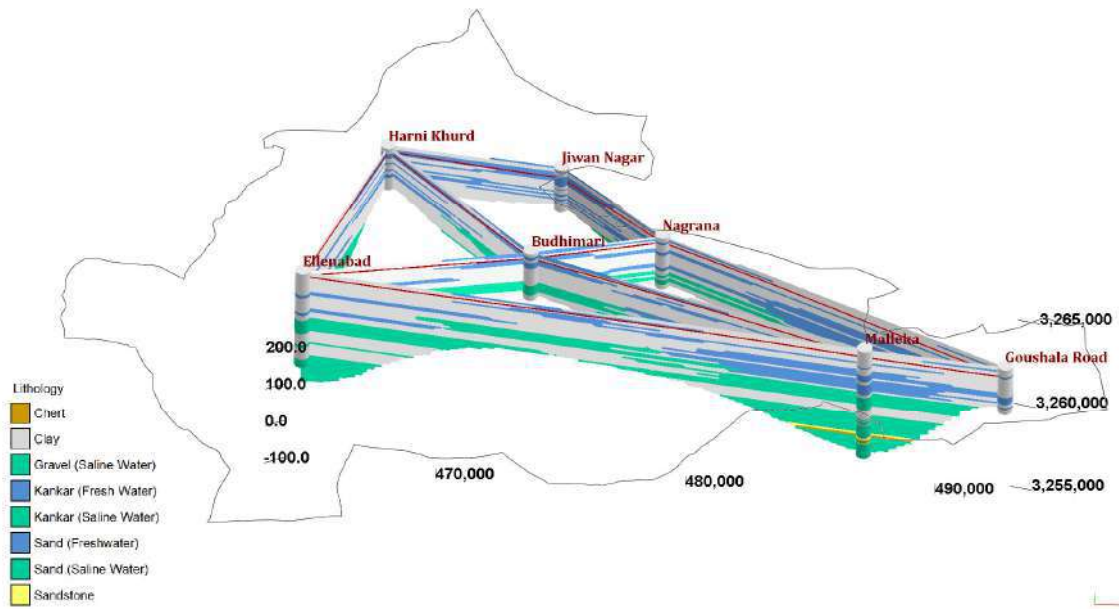 Harni Khurd
Jiwan Nagar
Nagrana
Budhimari
Ellenabad
3,265,000
Malleka
200.0
Goushala Road
100.0
3,260,000
0.0
-100.0
470,000
480,000
490,000
3,255,000
Lithology
Chert
Clay
Gravel (Saline Water)
Kankar (Fresh Water)
Kankar (Saline Water)
Sand (Freshwater)
Sand (Saline Water)
Sandstone